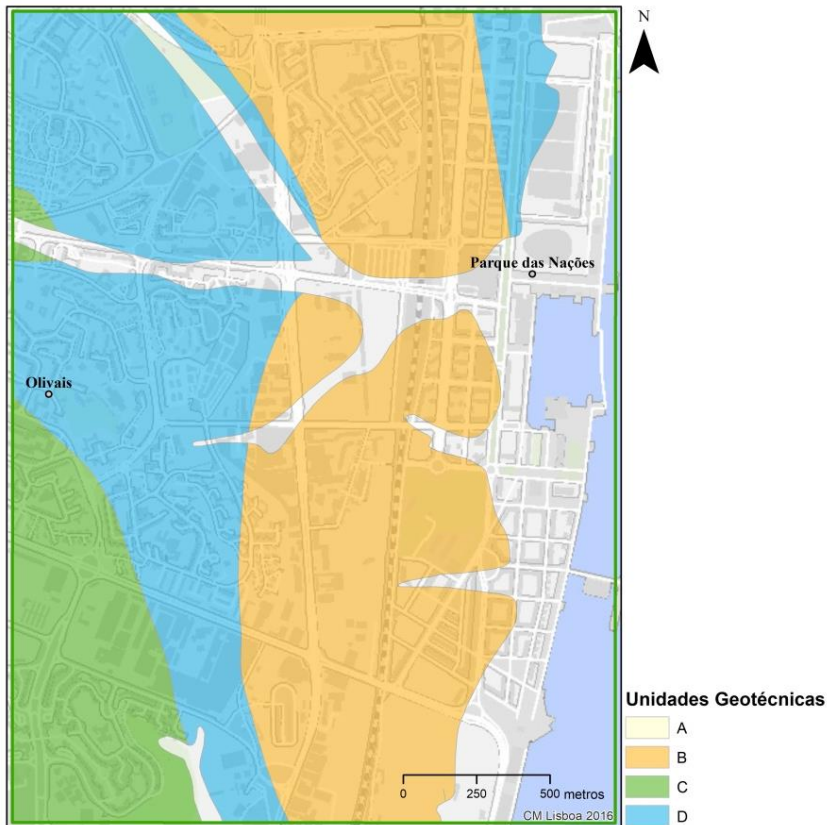 N
Parque das Nações
Olivais
Unidades Geotécnicas
A
B
C
D
0 250 500 metros
CM Lisboa 2016